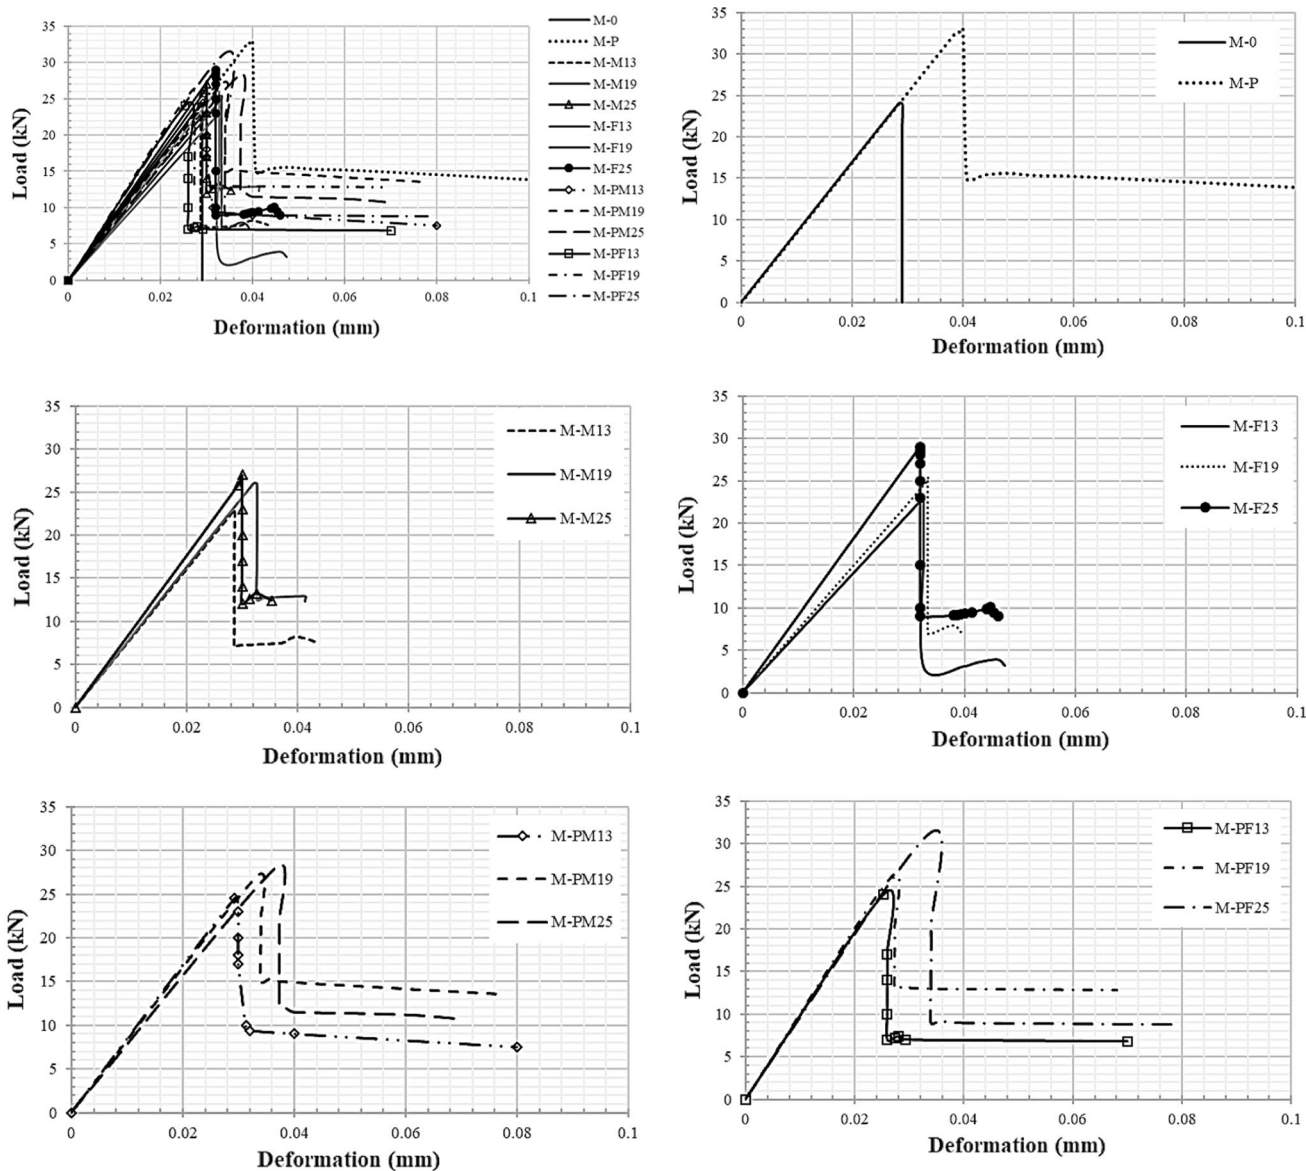 35
30
25
20
15
10
5
0
Load (kN)
0 0.02 0.04 0.06 0.08 0.1
Deformation (mm)
M-0
M-P
M-M13
M-M19
M-M25
M-F13
M-F19
M-F25
M-PM13
M-PM19
M-PM25
M-PF13
M-PF19
M-PF25
35
30
25
20
15
10
5
0
Load (kN)
0 0.02 0.04 0.06 0.08 0.1
Deformation (mm)
M-0
M-P
35
30
25
20
15
10
5
0
Load (kN)
0 0.02 0.04 0.06 0.08 0.1
Deformation (mm)
M-M13
M-M19
M-M25
35
30
25
20
15
10
5
0
Load (kN)
0 0.02 0.04 0.06 0.08 0.1
Deformation (mm)
M-F13
M-F19
M-F25
35
30
25
20
15
10
5
0
Load (kN)
0 0.02 0.04 0.06 0.08 0.1
Deformation (mm)
M-PM13
M-PM19
M-PM25
35
30
25
20
15
10
5
0
Load (kN)
0 0.02 0.04 0.06 0.08 0.1
Deformation (mm)
M-PF13
M-PF19
M-PF25